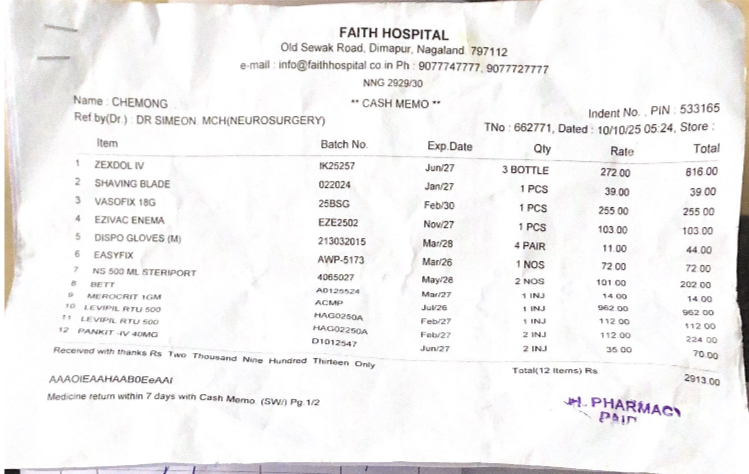 FAITH HOSPITAL
Old Sewak Road, Dimapur, Nagaland. 797112
e-mail : info@faithhospital.co.in Ph : 9077747777, 9077727777
NNG 2929/30
** CASH MEMO **
Name : CHEMONG
Indent No. , PIN : 533165
Ref.by(Dr.) : DR SIMEON MCH(NEUROSURGERY)
TNo : 662771, Dated : 10/10/25 05:24, Store :
Item Batch No. Exp.Date Qty Rate Total
1 ZEXDOL IV IK25257 Jun/27 3 BOTTLE 272.00 816.00
2 SHAVING BLADE 022024 Jan/27 1 PCS 39.00 39.00
3 VASOFIX 18G 25BSG Feb/30 1 PCS 255.00 255.00
4 EZIVAC ENEMA EZE2502 Nov/27 1 PCS 103.00 103.00
5 DISPO GLOVES (M) 213032015 Mar/28 4 PAIR 11.00 44.00
6 EASYFIX AWP-5173 Mar/26 1 NOS 72.00 72.00
7 NS 500 ML STERIPORT 4065027 May/28 2 NOS 101.00 202.00
8 BETT A0125524 Mar/27 1 INJ 14.00 14.00
9 MEROCRIT 1GM ACMP Jul/26 1 INJ 962.00 962.00
10 LEVIPIL RTU 500 HAG0250A Feb/27 1 INJ 112.00 112.00
11 LEVIPIL RTU 500 HAG02250A Feb/27 2 INJ 112.00 224.00
12 PANKIT -IV 40MG D1012547 Jun/27 2 INJ 35.00 70.00
Received with thanks Rs. Two Thousand Nine Hundred Thirteen Only
Total(12 Items) Rs. 2913.00
Medicine return within 7 days with Cash Memo. (SW/) Pg.1/2
PHARMACY
PAID